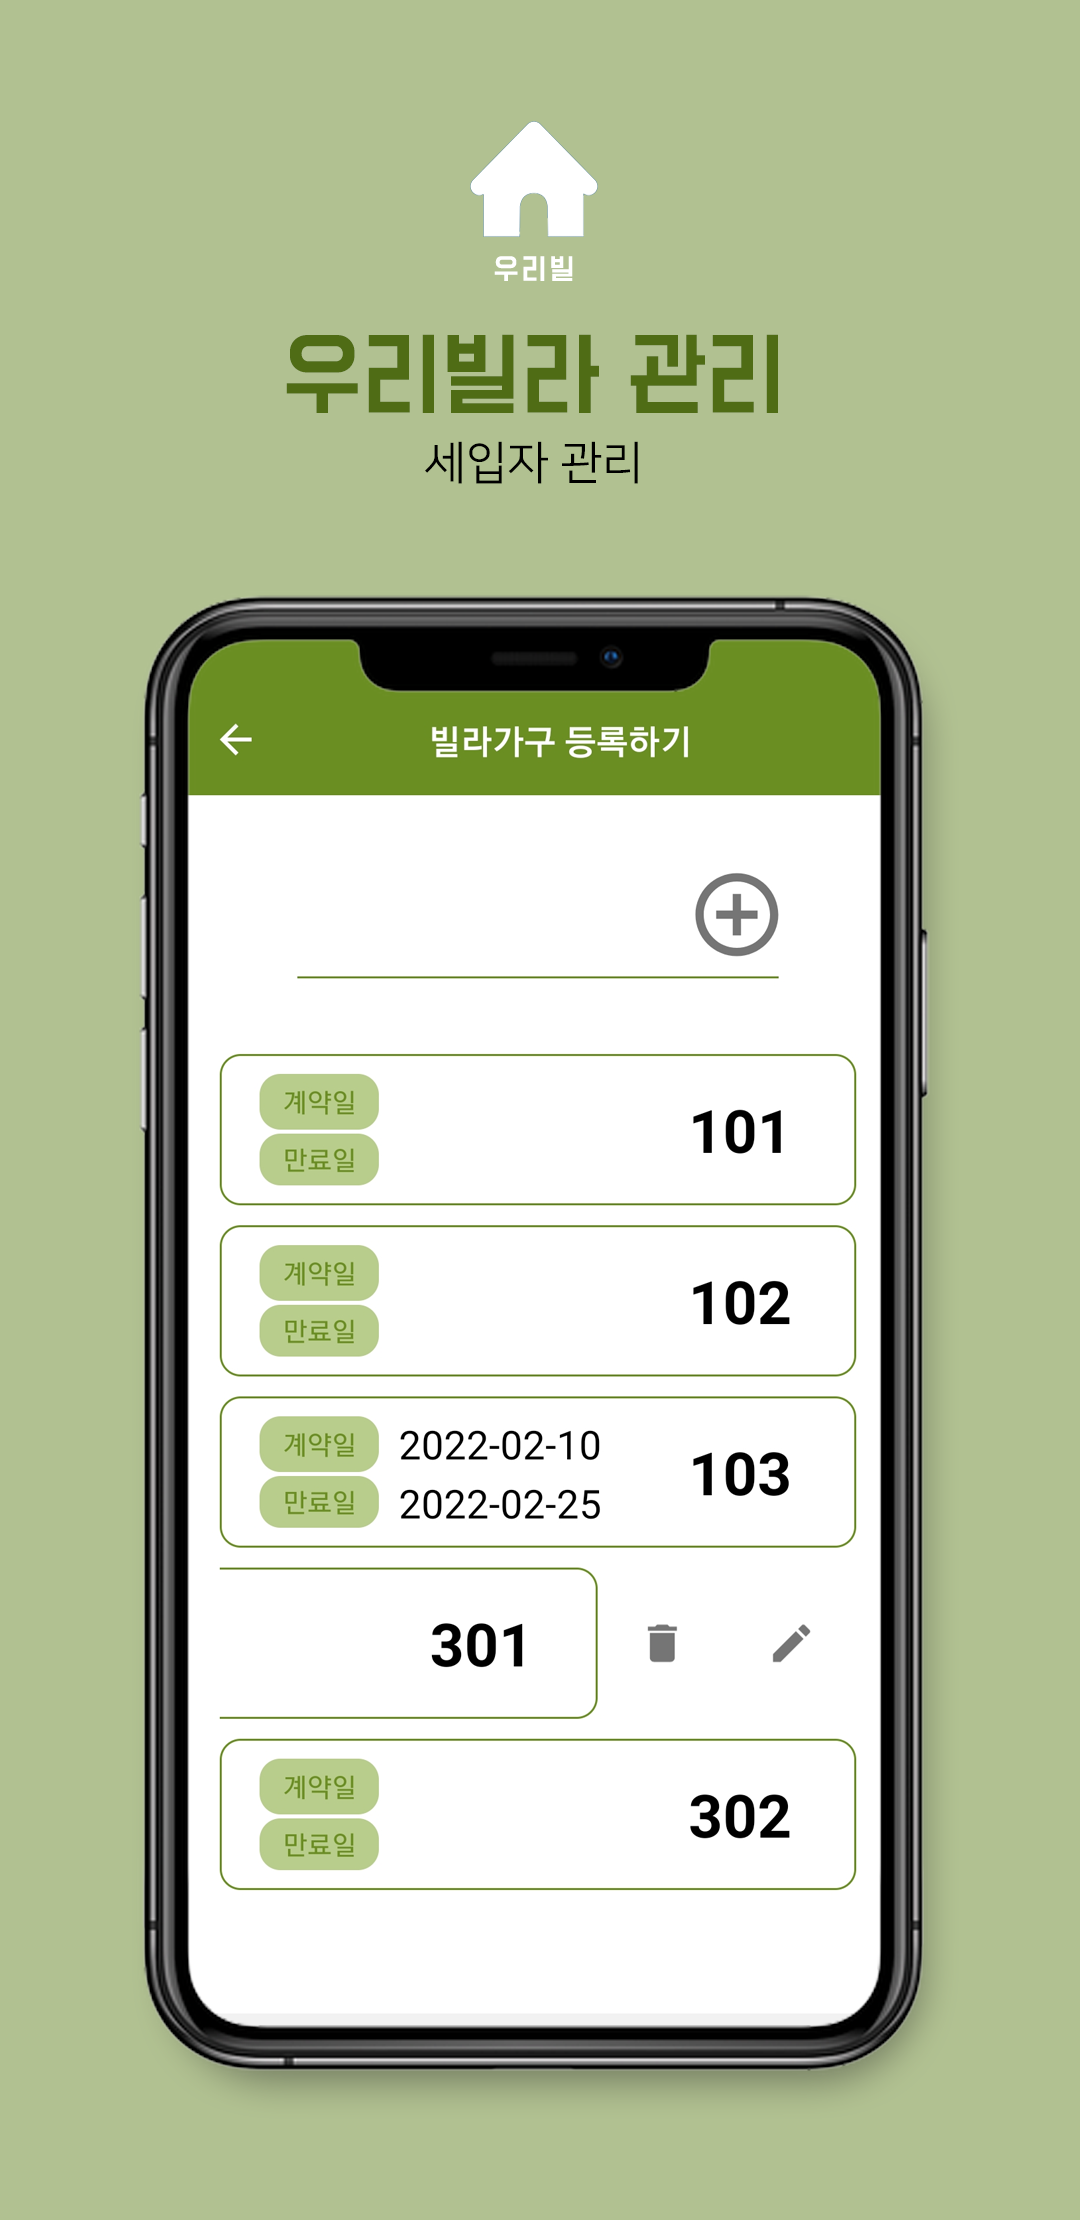 우리빌
우리빌라 관리
세입자 관리
빌라가구 등록하기
계약일
만료일
101
계약일
만료일
102
계약일 2022-02-10
만료일 2022-02-25
103
301
계약일
만료일
302